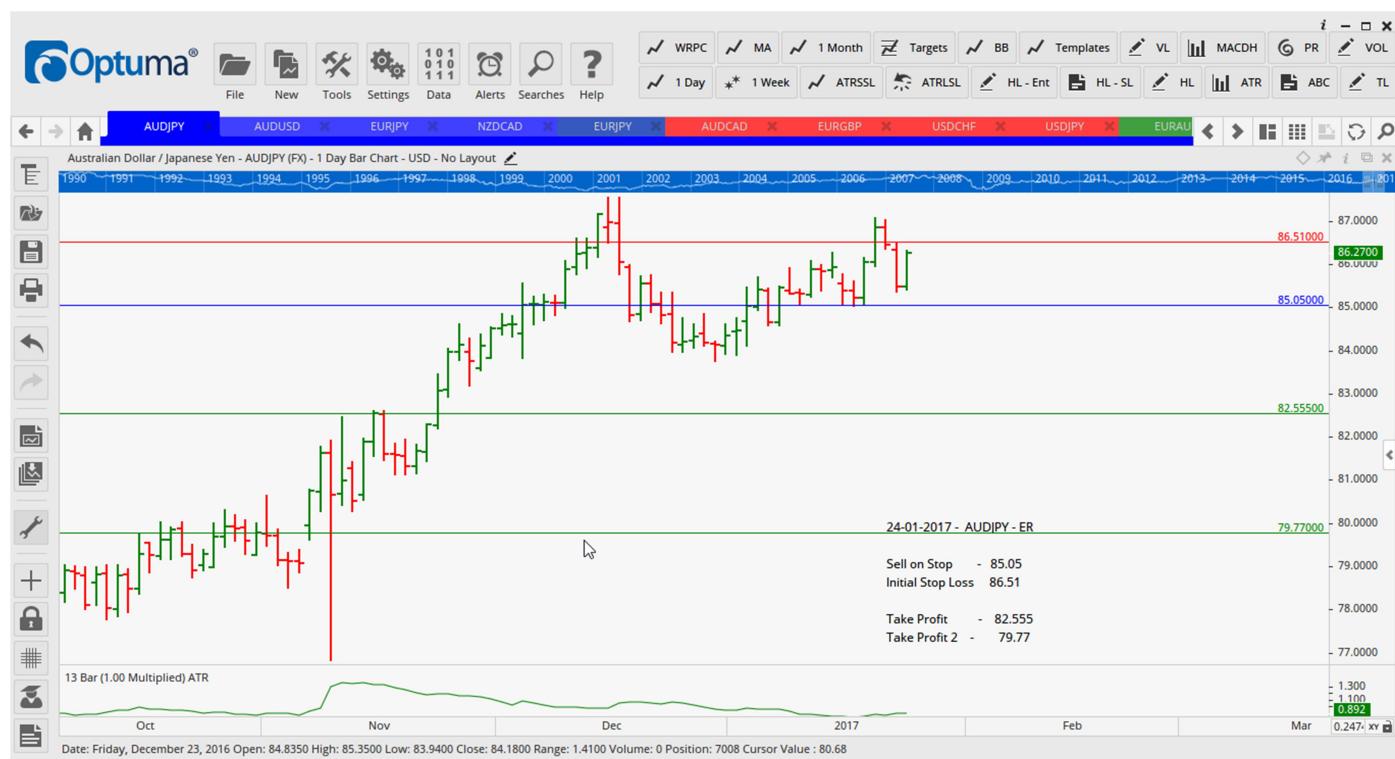 Optuma®
File
New
Tools
Settings
Data
Alerts
Searches
Help
WRPC
MA
1 Month
Targets
BB
Templates
VL
MACDH
PR
VOL
1 Day
1 Week
ATRSSL
ATRLSL
HL - Ent
HL - SL
HL
ATR
ABC
TL
AUDJPY
AUDUSD
EURJPY
NZDCAD
EURJPY
AUDCAD
EURGBP
USDCHF
USDJPY
EURAU
Australian Dollar / Japanese Yen - AUDJPY (FX) - 1 Day Bar Chart - USD - No Layout
1990 1991 1992 1993 1994 1995 1996 1997 1998 1999 2000 2001 2002 2003 2004 2005 2006 2007 2008 2009 2010 2011 2012 2013 2014 2015 2016 201
87.0000
86.51000
86.2700
86.0000
85.05000
85.0000
84.0000
83.0000
82.55500
82.0000
81.0000
80.0000
79.77000
79.0000
78.0000
77.0000
24-01-2017 - AUDJPY - ER
Sell on Stop - 85.05
Initial Stop Loss 86.51
Take Profit - 82.555
Take Profit 2 - 79.77
13 Bar (1.00 Multiplied) ATR
1.300
1.100
0.892
Oct Nov Dec 2017 Feb Mar
0.247 XY
Date: Friday, December 23, 2016 Open: 84.8350 High: 85.3500 Low: 83.9400 Close: 84.1800 Range: 1.4100 Volume: 0 Position: 7008 Cursor Value : 80.68